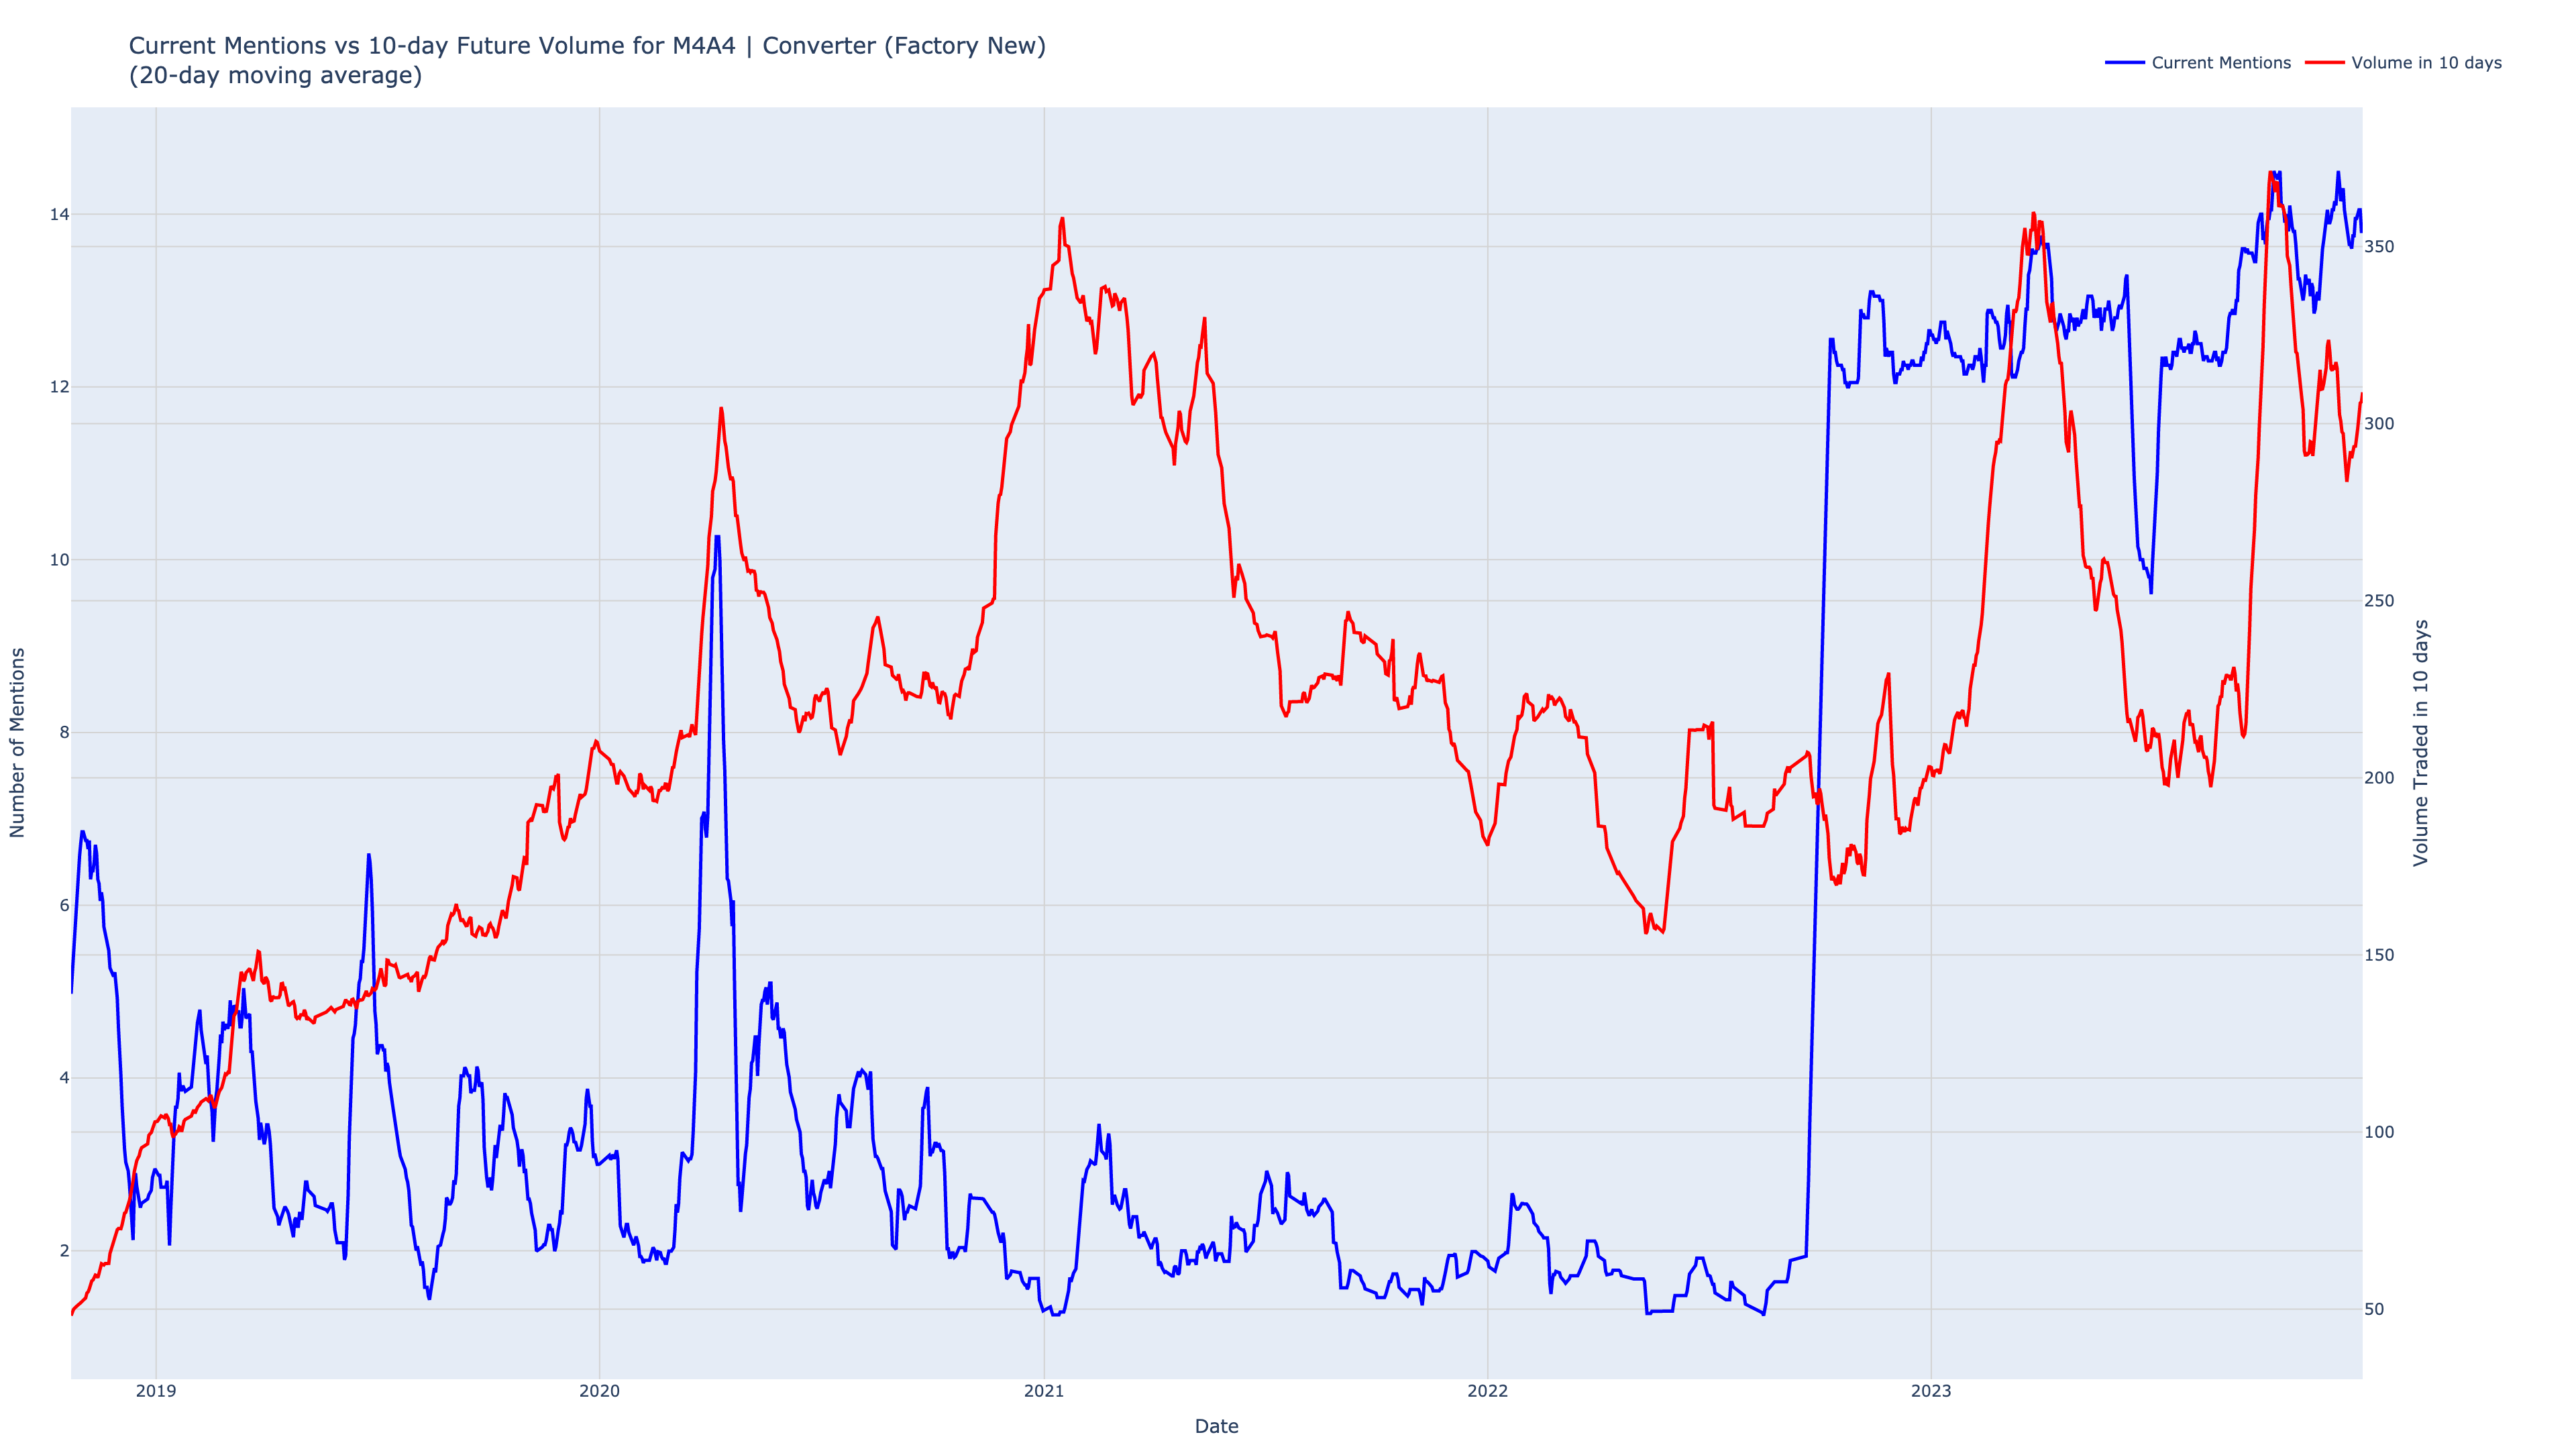 Current Mentions vs 10-day Future Volume for M4A4 | Converter (Factory New)
(20-day moving average)
Current Mentions
Volume in 10 days
14
12
10
8
6
4
2
350
300
250
200
150
100
50
Number of Mentions
Volume Traded in 10 days
2019
2020
2021
2022
2023
Date